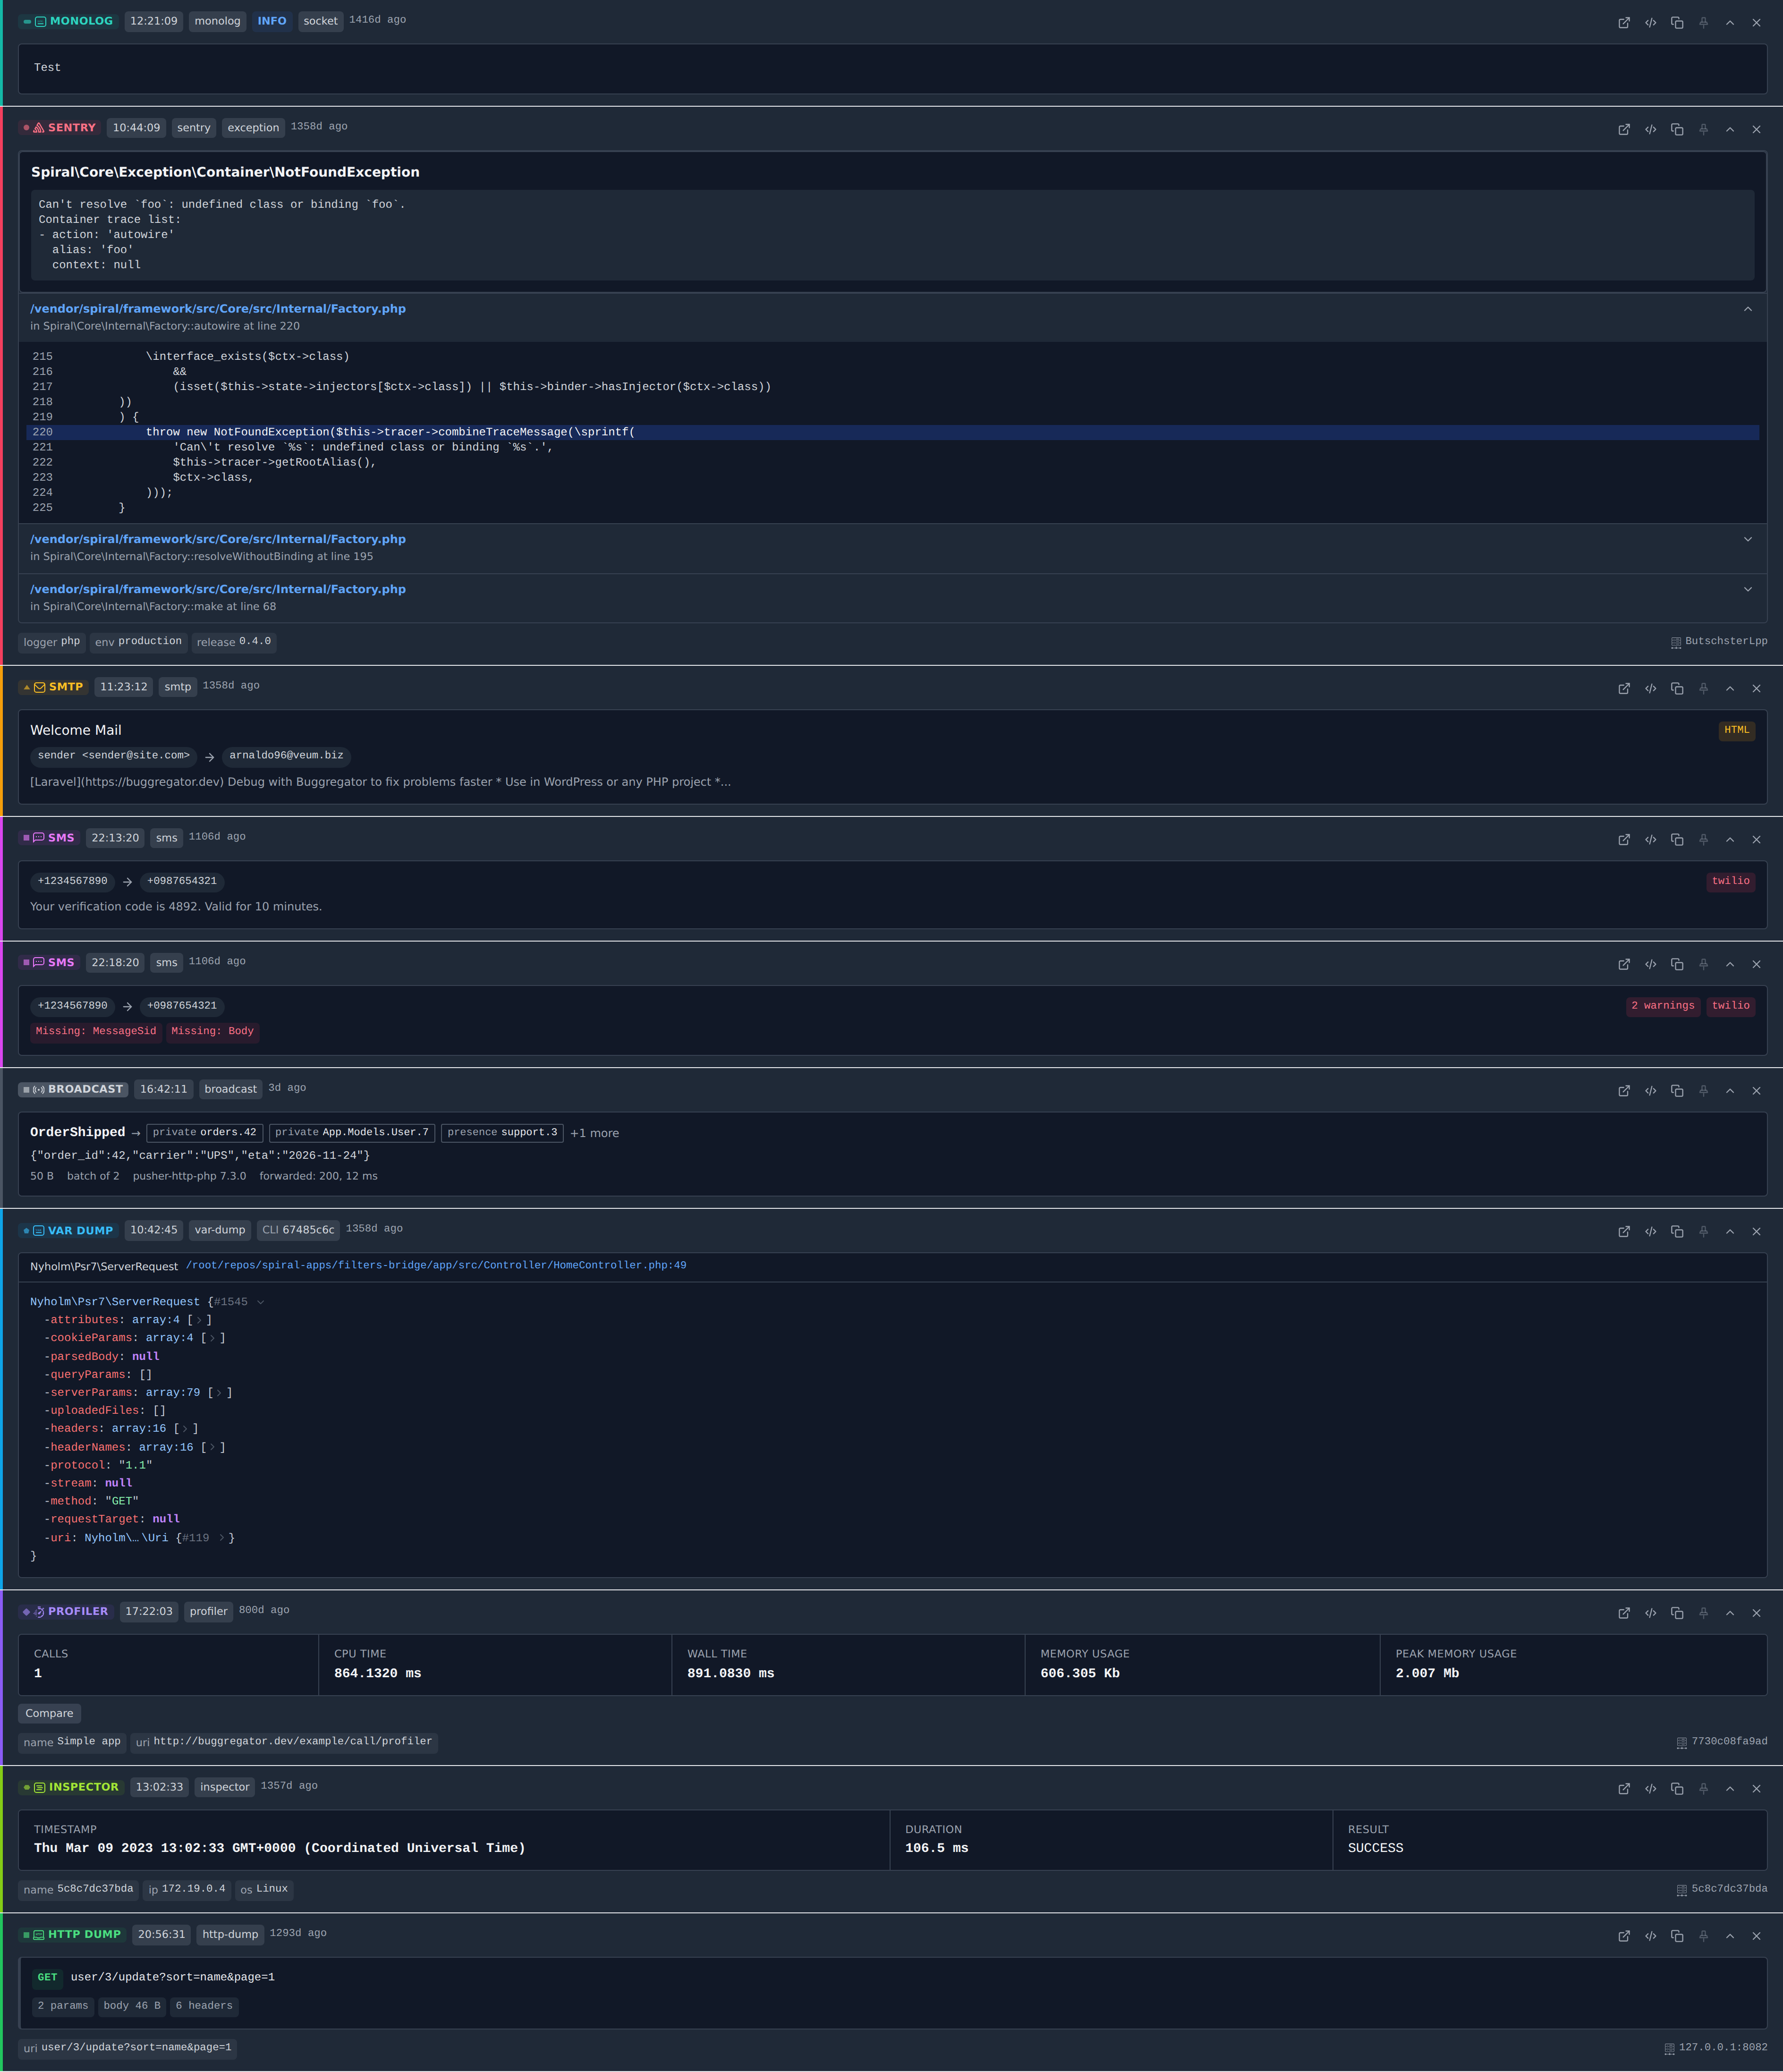 MONOLOG 12:21:09 monolog INFO socket 1416d ago
Test
SENTRY 10:44:09 sentry exception 1358d ago
Spiral\Core\Exception\Container\NotFoundException
Can't resolve `foo`: undefined class or binding `foo`.
Container trace list:
- action: 'autowire'
alias: 'foo'
context: null
/vendor/spiral/framework/src/Core/src/Internal/Factory.php
in Spiral\Core\Internal\Factory::autowire at line 220
215 \interface_exists($ctx->class)
216 &&
217 (isset($this->state->injectors[$ctx->class]) || $this->binder->hasInjector($ctx->class))
218 ))
219 ) {
220 throw new NotFoundException($this->tracer->combineTraceMessage(\sprintf(
221 'Can\'t resolve `%s`: undefined class or binding `%s`.',
222 $this->tracer->getRootAlias(),
223 $ctx->class,
224 )));
225 }
/vendor/spiral/framework/src/Core/src/Internal/Factory.php
in Spiral\Core\Internal\Factory::resolveWithoutBinding at line 195
/vendor/spiral/framework/src/Core/src/Internal/Factory.php
in Spiral\Core\Internal\Factory::make at line 68
logger php env production release 0.4.0 ButschsterLpp
SMTP 11:23:12 smtp 1358d ago
Welcome Mail HTML
sender <sender@site.com> → arnaldo96@veum.biz
[Laravel](https://buggregator.dev) Debug with Buggregator to fix problems faster * Use in WordPress or any PHP project *…
SMS 22:13:20 sms 1106d ago
+1234567890 → +0987654321 twilio
Your verification code is 4892. Valid for 10 minutes.
SMS 22:18:20 sms 1106d ago
+1234567890 → +0987654321 2 warnings twilio
Missing: MessageSid Missing: Body
BROADCAST 16:42:11 broadcast 3d ago
OrderShipped → private orders.42 private App.Models.User.7 presence support.3 +1 more
{"order_id":42,"carrier":"UPS","eta":"2026-11-24"}
50 B batch of 2 pusher-http-php 7.3.0 forwarded: 200, 12 ms
VAR DUMP 10:42:45 var-dump CLI 67485c6c 1358d ago
Nyholm\Psr7\ServerRequest /root/repos/spiral-apps/filters-bridge/app/src/Controller/HomeController.php:49
Nyholm\Psr7\ServerRequest {#1545
-attributes: array:4 [ ]
-cookieParams: array:4 [ ]
-parsedBody: null
-queryParams: []
-serverParams: array:79 [ ]
-uploadedFiles: []
-headers: array:16 [ ]
-headerNames: array:16 [ ]
-protocol: "1.1"
-stream: null
-method: "GET"
-requestTarget: null
-uri: Nyholm\…\Uri {#119 }
}
PROFILER 17:22:03 profiler 800d ago
CALLS CPU TIME WALL TIME MEMORY USAGE PEAK MEMORY USAGE
1 864.1320 ms 891.0830 ms 606.305 Kb 2.007 Mb
Compare
name Simple app uri http://buggregator.dev/example/call/profiler 7730c08fa9ad
INSPECTOR 13:02:33 inspector 1357d ago
TIMESTAMP DURATION RESULT
Thu Mar 09 2023 13:02:33 GMT+0000 (Coordinated Universal Time) 106.5 ms SUCCESS
name 5c8c7dc37bda ip 172.19.0.4 os Linux 5c8c7dc37bda
HTTP DUMP 20:56:31 http-dump 1293d ago
GET user/3/update?sort=name&page=1
2 params body 46 B 6 headers
uri user/3/update?sort=name&page=1 127.0.0.1:8082